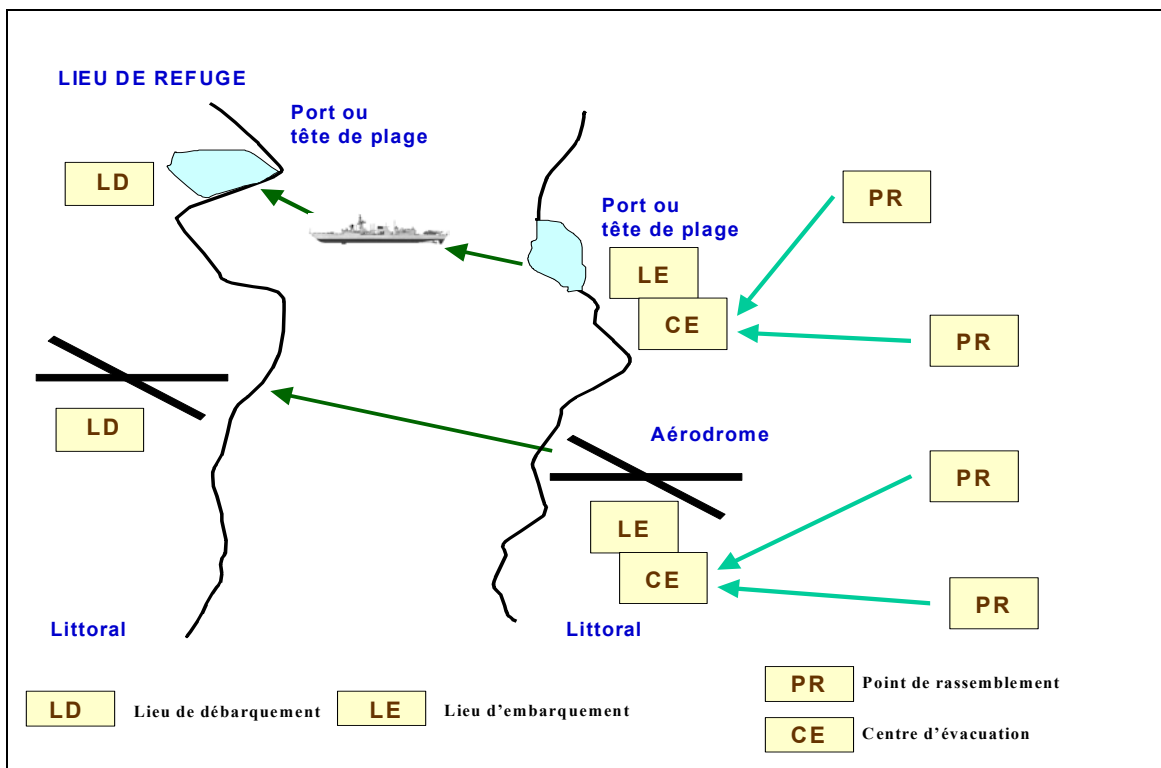 LIEU DE REFUGE
Port ou
tête de plage
LD
PR
Port ou
tête de plage
LE
CE
PR
LD
Aérodrome
PR
LE
CE
PR
Littoral
Littoral
LD Lieu de débarquement
LE Lieu d'embarquement
PR Point de rassemblement
CE Centre d'évacuation